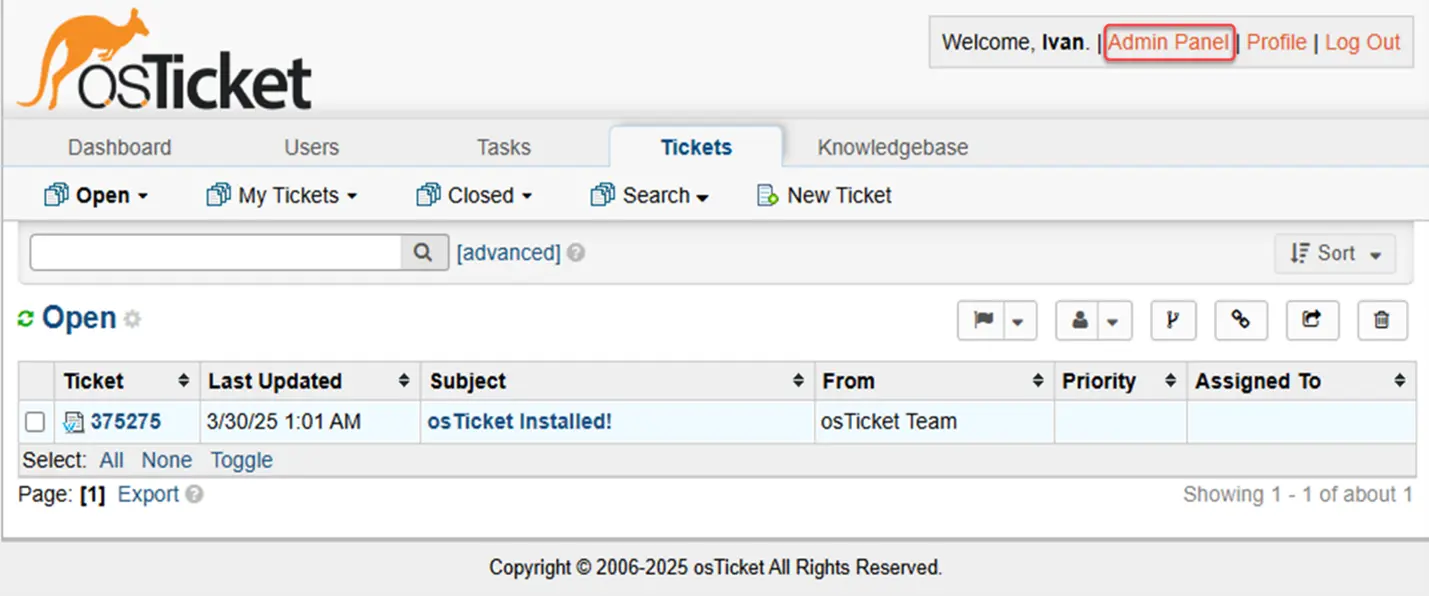 osTicket
Welcome, Ivan. | Admin Panel | Profile | Log Out
Dashboard Users Tasks Tickets Knowledgebase
Open My Tickets Closed Search New Ticket
[advanced] Sort
Open
Ticket Last Updated Subject From Priority Assigned To
375275 3/30/25 1:01 AM osTicket Installed! osTicket Team
Select: All None Toggle
Page: [1] Export Showing 1 - 1 of about 1
Copyright © 2006-2025 osTicket All Rights Reserved.